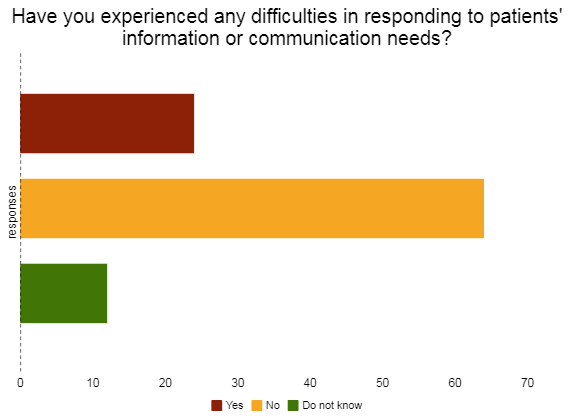 Have you experienced any difficulties in responding to patients'
information or communication needs?
responses
0 10 20 30 40 50 60 70
Yes No Do not know